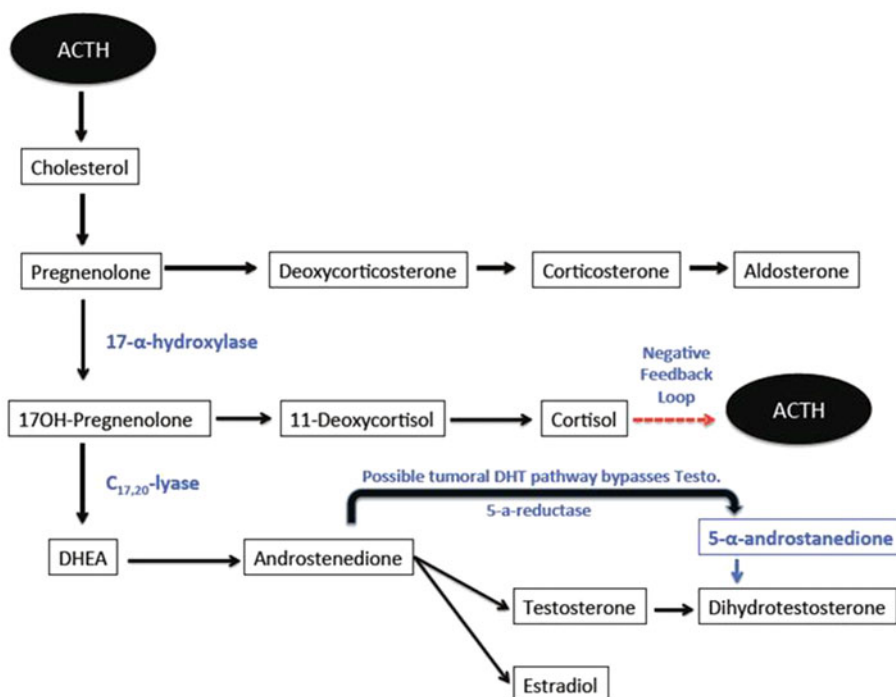 ACTH
Cholesterol
Pregnenolone
Deoxycorticosterone
Corticosterone
Aldosterone
17-α-hydroxylase
Negative
Feedback
Loop
17OH-Pregnenolone
11-Deoxycortisol
Cortisol
ACTH
C17,20-lyase
Possible tumoral DHT pathway bypasses Testo.
5-a-reductase
5-α-androstanedione
DHEA
Androstenedione
Testosterone
Dihydrotestosterone
Estradiol